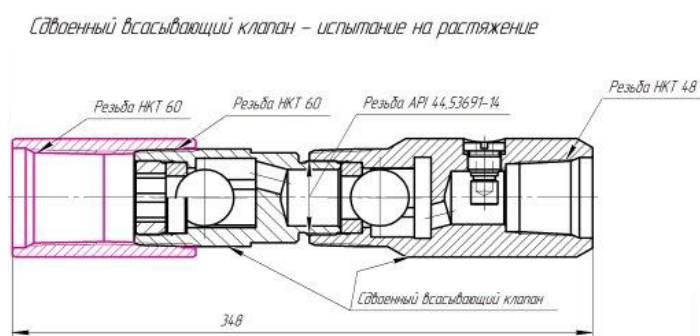 Сдвоенный всасывающий клапан – испытание на растяжение
Резьба НКТ 60
Резьба НКТ 60
Резьба API 44,53691-14
Резьба НКТ 48
Сдвоенный всасывающий клапан
348